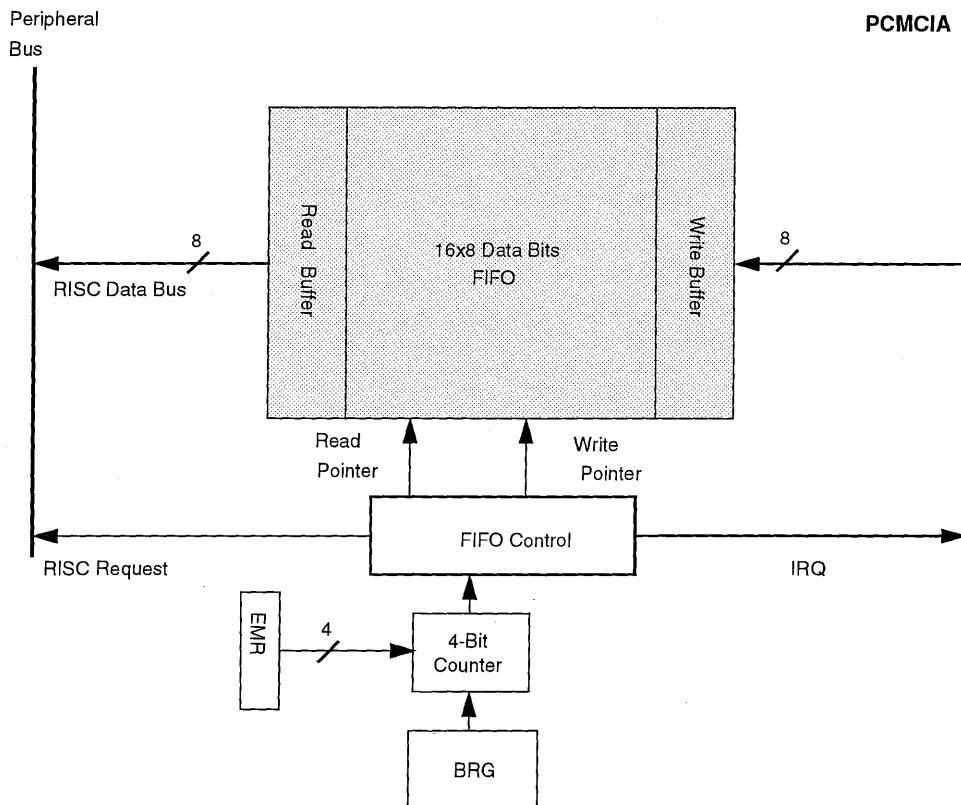 Peripheral
Bus
PCMCIA
Read Buffer
16x8 Data Bits
FIFO
Write Buffer
8
8
RISC Data Bus
Read
Pointer
Write
Pointer
FIFO Control
RISC Request
IRQ
EMR
4
4-Bit
Counter
BRG